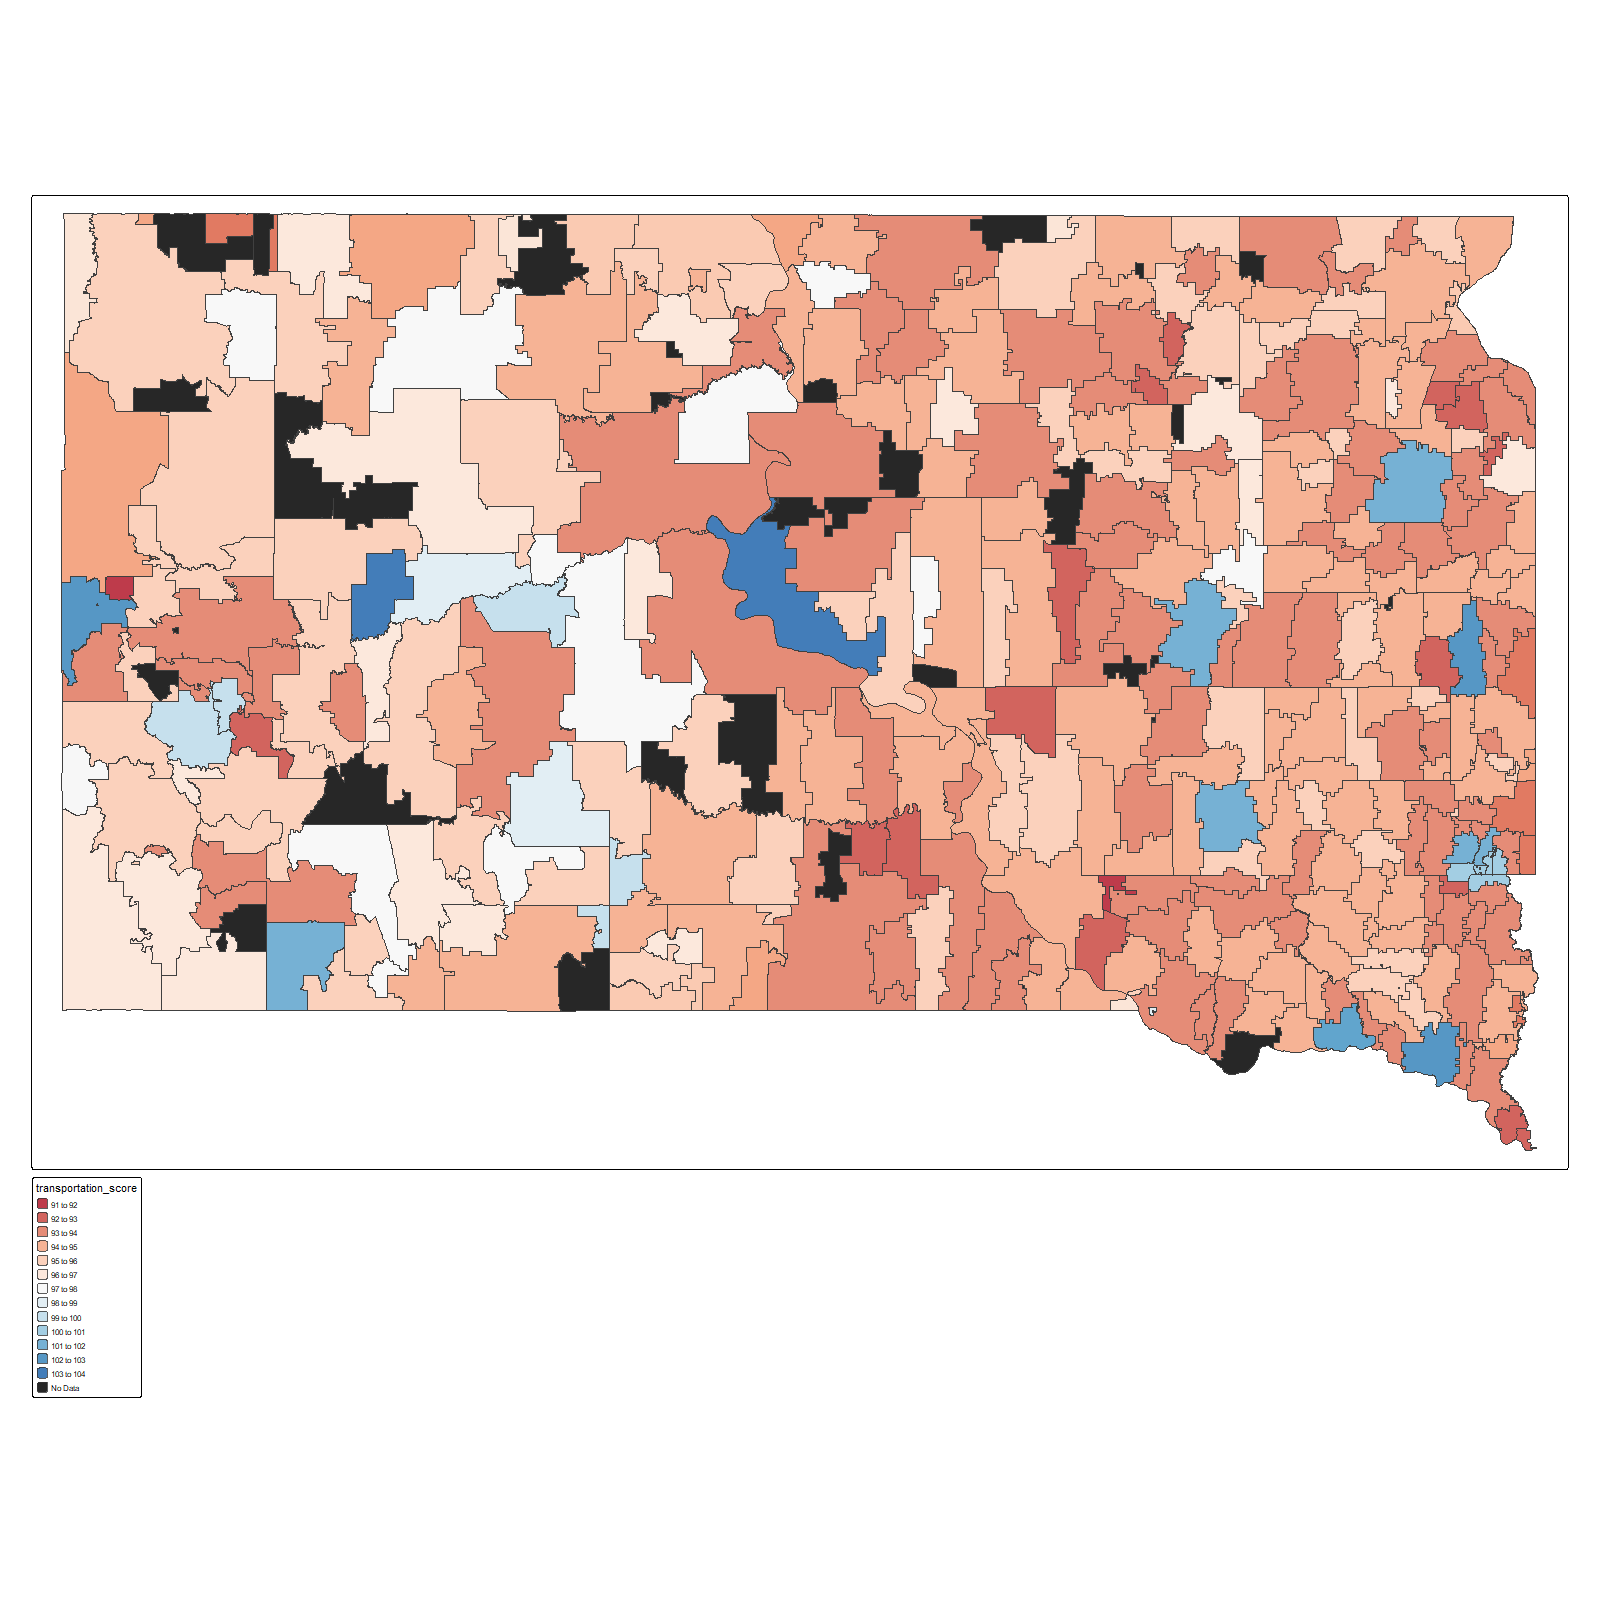 transportation_score
91 to 92
92 to 93
93 to 94
94 to 95
95 to 96
96 to 97
97 to 98
98 to 99
99 to 100
100 to 101
101 to 102
102 to 103
103 to 104
No Data